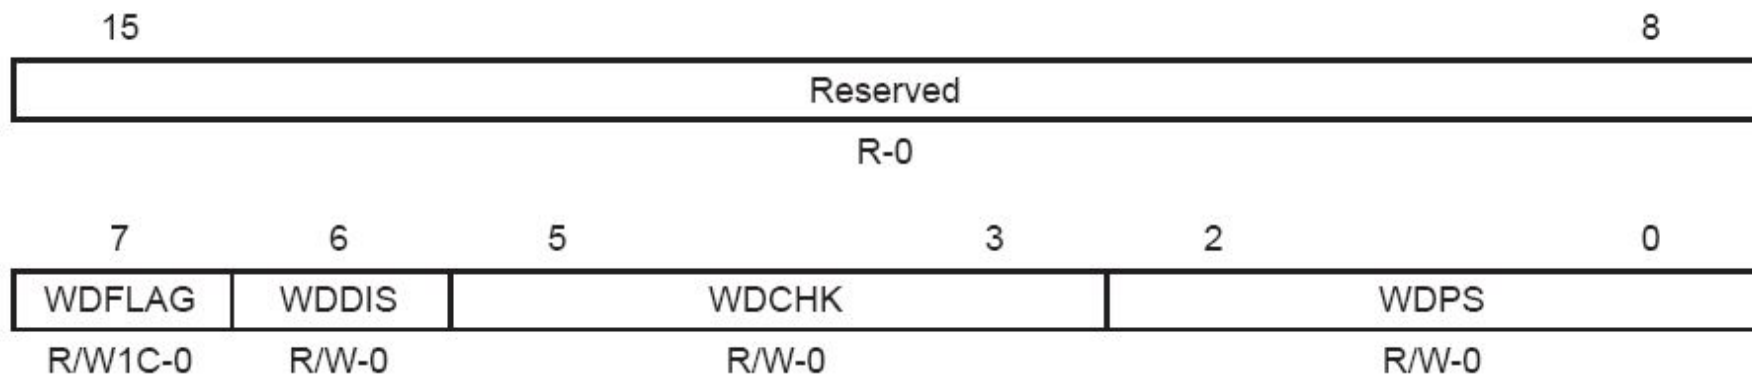 15 8
Reserved
R-0
7 6 5 3 2 0
WDFLAG WDDIS WDCHK WDPS
R/W1C-0 R/W-0 R/W-0 R/W-0